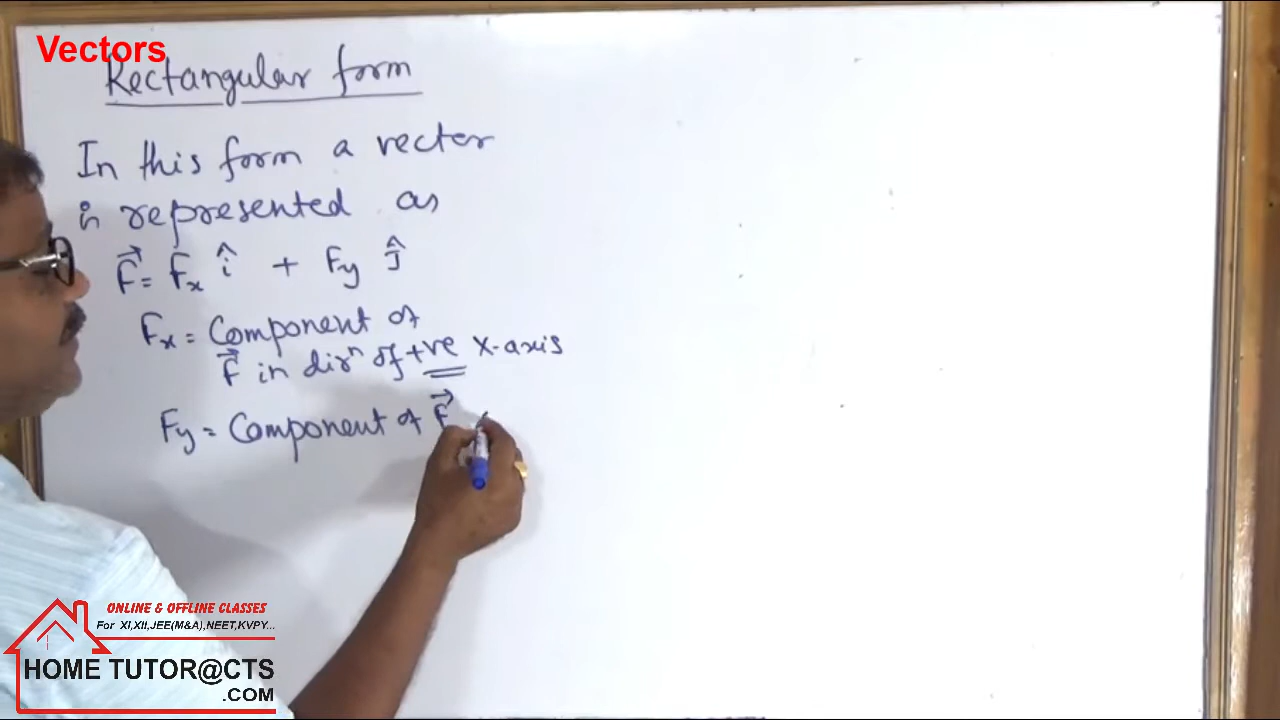 Vectors
Rectangular form
In this form a vector
is represented as
F⃗ = Fx î + Fy ĵ
Fx = Component of
F⃗ in dirⁿ of +ve X-axis
Fy = Component of F⃗
ONLINE & OFFLINE CLASSES
For XI,XII,JEE(M&A),NEET,KVPY...
HOME TUTOR@CTS
.COM